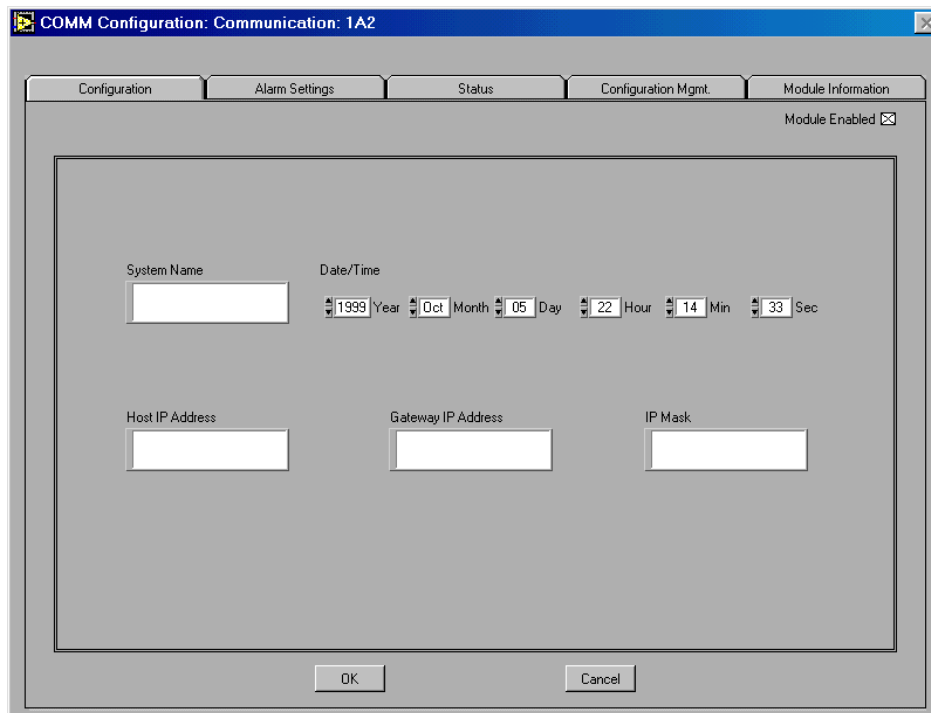 COMM Configuration: Communication: 1A2
Configuration Alarm Settings Status Configuration Mgmt. Module Information
Module Enabled
System Name Date/Time
1999 Year Oct Month 05 Day 22 Hour 14 Min 33 Sec
Host IP Address Gateway IP Address IP Mask
OK Cancel